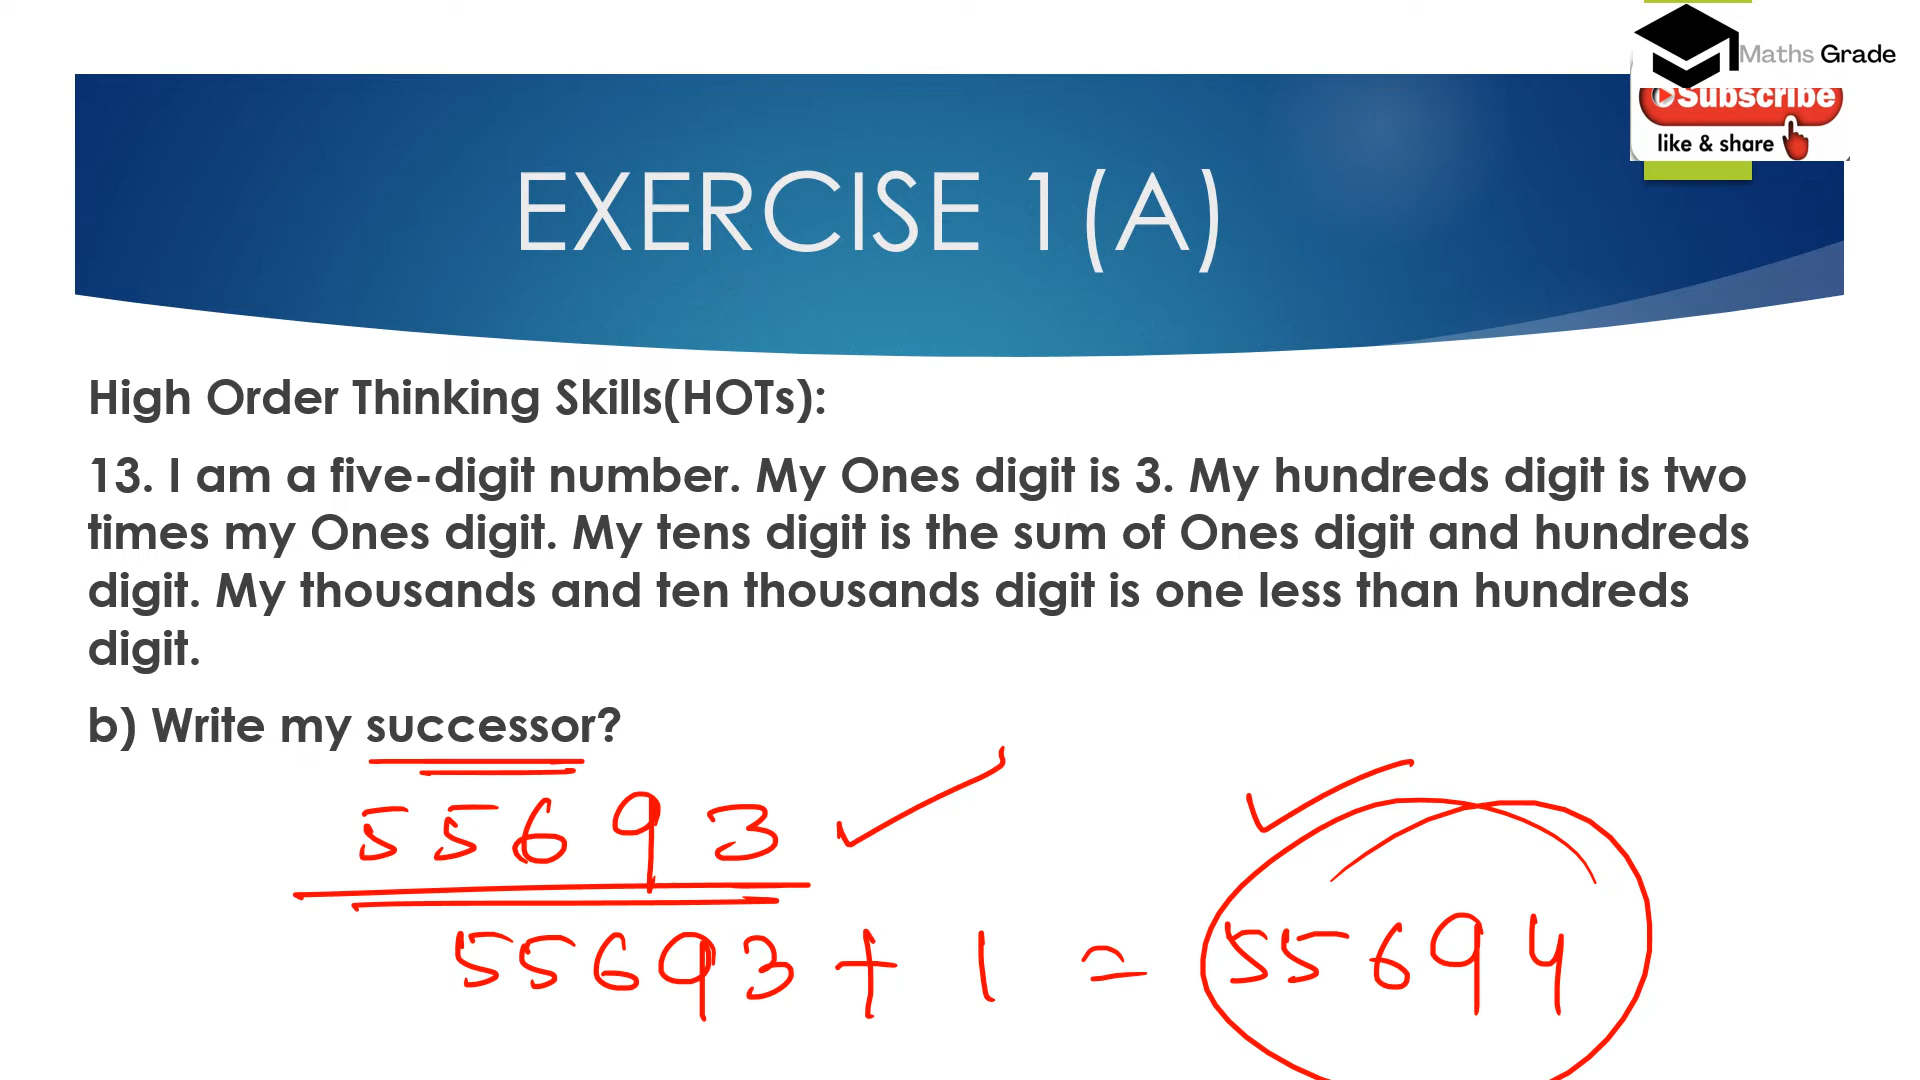 Maths Grade
Subscribe
like & share
EXERCISE 1(A)
High Order Thinking Skills(HOTs):
13. I am a five-digit number. My Ones digit is 3. My hundreds digit is two
times my Ones digit. My tens digit is the sum of Ones digit and hundreds
digit. My thousands and ten thousands digit is one less than hundreds
digit.
b) Write my successor?
55693
55693 + 1 = 55694